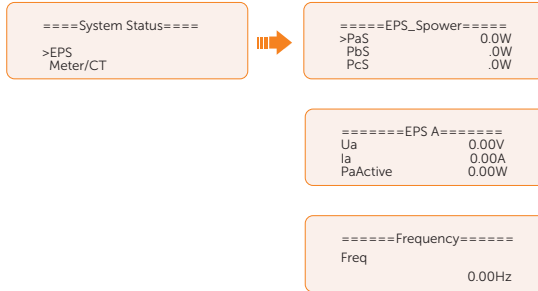 ====System Status====
>EPS
Meter/CT
=====EPS_Spower=====
>PaS 0.0W
PbS .0W
PcS .0W
=======EPS A=======
Ua 0.00V
Ia 0.00A
PaActive 0.00W
======Frequency======
Freq
0.00Hz